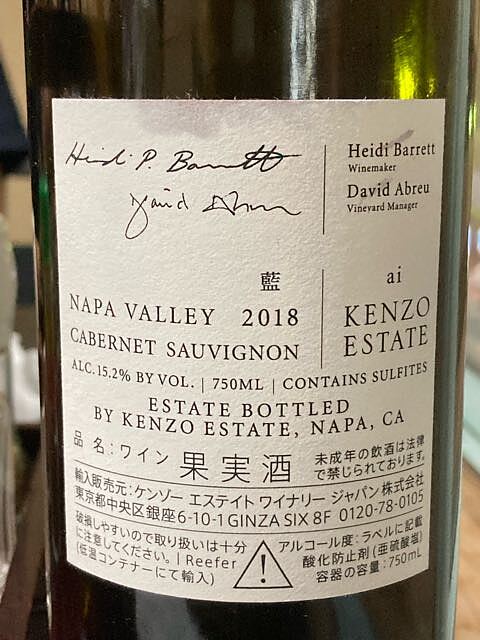 Heidi P. Barrett
David Abreu
Heidi Barrett
Winemaker
David Abreu
Vineyard Manager
藍
NAPA VALLEY 2018
CABERNET SAUVIGNON
ai
KENZO
ESTATE
ALC.15.2% BY VOL. | 750ML | CONTAINS SULFITES
ESTATE BOTTLED
BY KENZO ESTATE, NAPA, CA
品 名:ワイン 果実酒
未成年の飲酒は法律
で禁じられております。
輸入販売元:ケンゾー エステイト ワイナリー ジャパン株式会社
東京都中央区銀座6-10-1 GINZA SIX 8F 0120-78-0105
破損しやすいので取り扱いは十分
に注意してください。| Reefer
(低温コンテナーにて輸入)
!
アルコール度:ラベルに記載
酸化防止剤(亜硫酸塩)
容器の容量:750mL